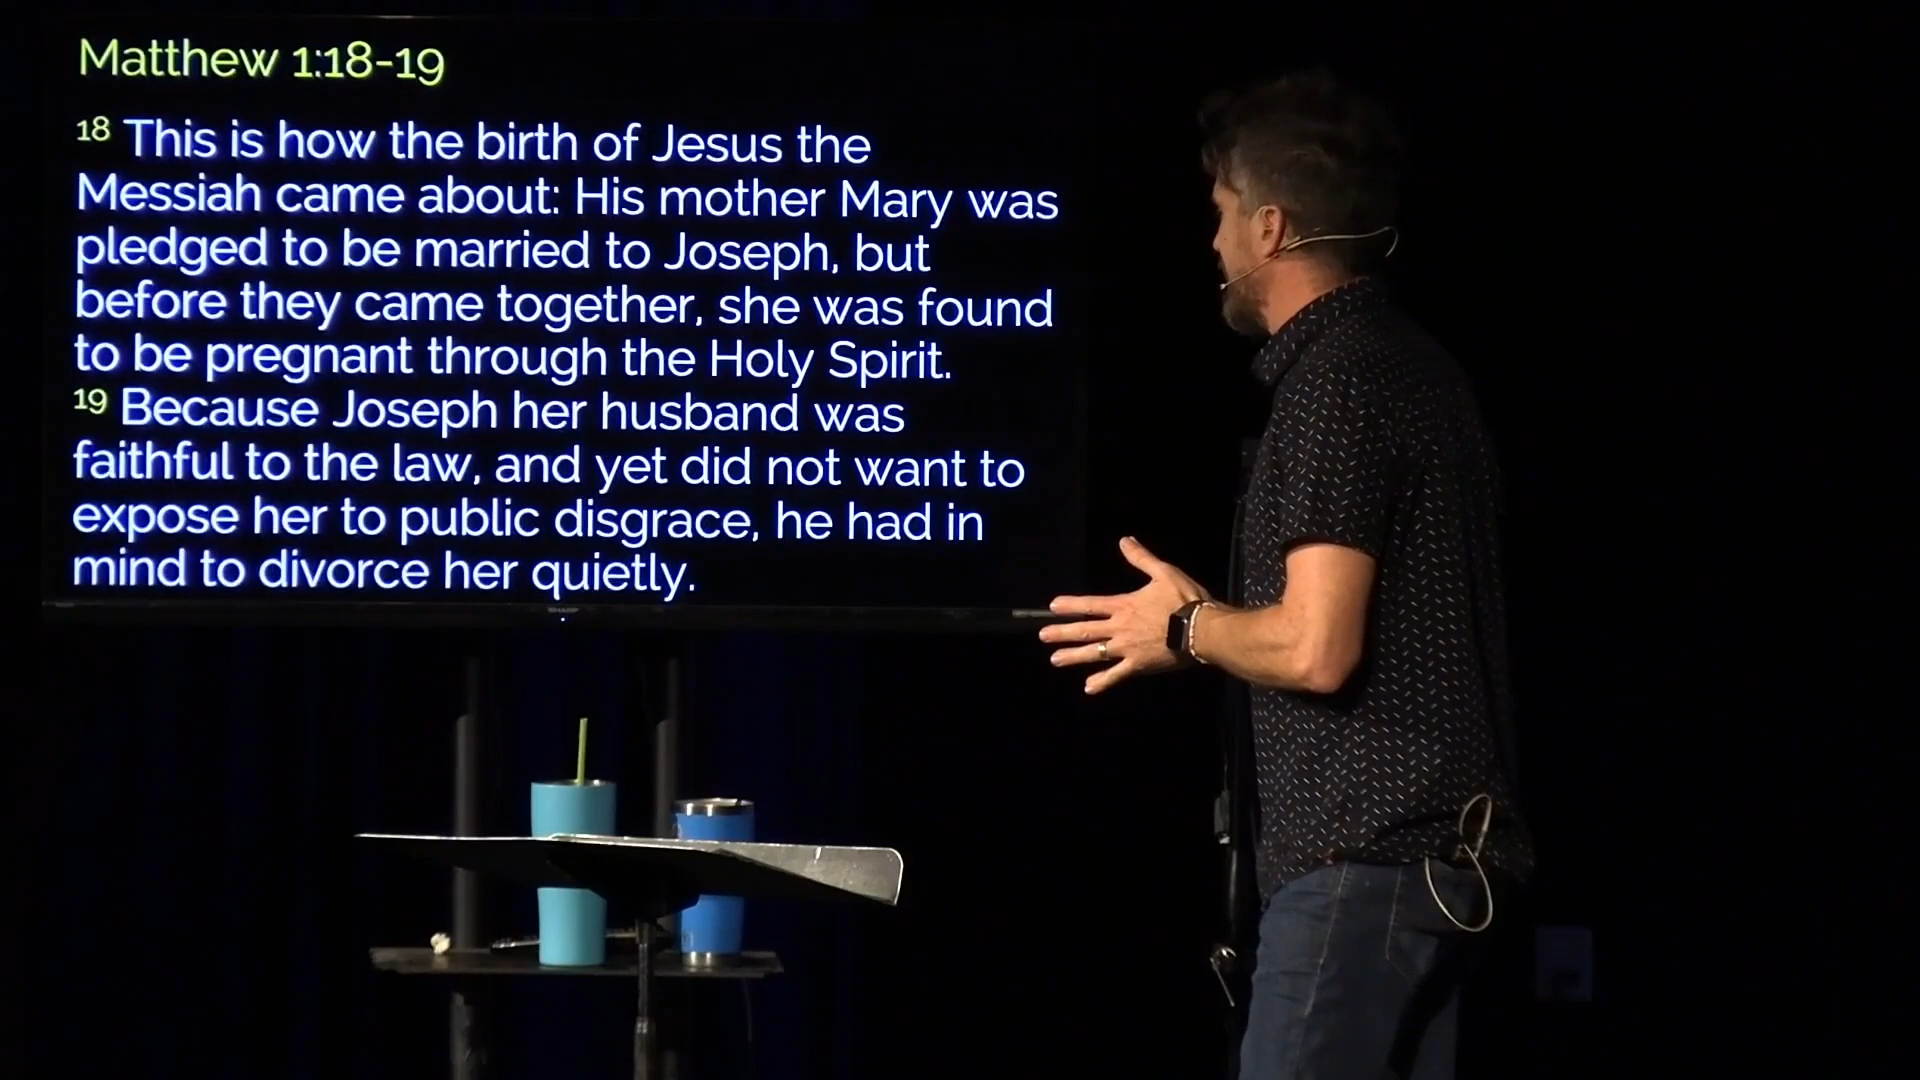 Matthew 1:18-19
18 This is how the birth of Jesus the
Messiah came about: His mother Mary was
pledged to be married to Joseph, but
before they came together, she was found
to be pregnant through the Holy Spirit.
19 Because Joseph her husband was
faithful to the law, and yet did not want to
expose her to public disgrace, he had in
mind to divorce her quietly.
SHARP